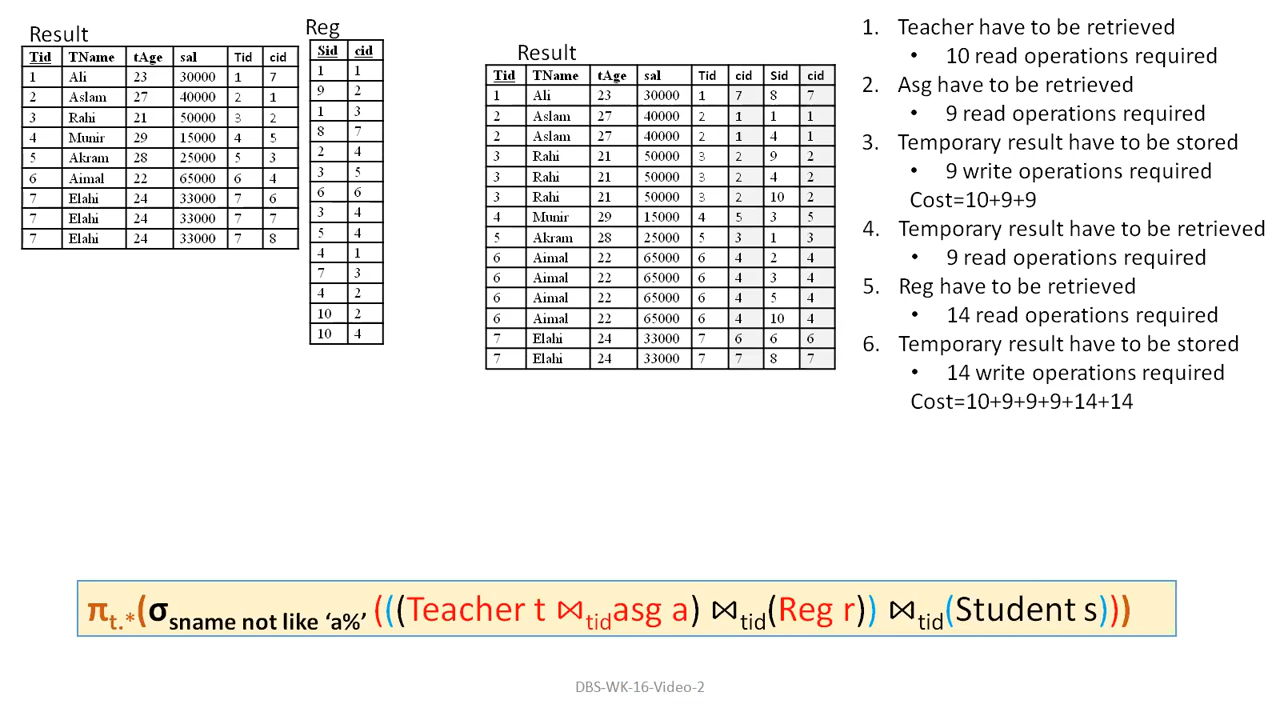 Result
Tid TName tAge sal Tid cid
1 Ali 23 30000 1 7
2 Aslam 27 40000 2 1
3 Rahi 21 50000 3 2
4 Munir 29 15000 4 5
5 Akram 28 25000 5 3
6 Aimal 22 65000 6 4
7 Elahi 24 33000 7 6
7 Elahi 24 33000 7 7
7 Elahi 24 33000 7 8
Reg
Sid cid
1 1
9 2
1 3
8 7
2 4
3 5
6 6
3 4
5 4
4 1
7 3
4 2
10 2
10 4
Result
Tid TName tAge sal Tid cid Sid cid
1 Ali 23 30000 1 7 8 7
2 Aslam 27 40000 2 1 1 1
2 Aslam 27 40000 2 1 4 1
3 Rahi 21 50000 3 2 9 2
3 Rahi 21 50000 3 2 4 2
3 Rahi 21 50000 3 2 10 2
4 Munir 29 15000 4 5 3 5
5 Akram 28 25000 5 3 1 3
6 Aimal 22 65000 6 4 2 4
6 Aimal 22 65000 6 4 3 4
6 Aimal 22 65000 6 4 5 4
6 Aimal 22 65000 6 4 10 4
7 Elahi 24 33000 7 6 6 6
7 Elahi 24 33000 7 7 8 7
1. Teacher have to be retrieved
• 10 read operations required
2. Asg have to be retrieved
• 9 read operations required
3. Temporary result have to be stored
• 9 write operations required
Cost=10+9+9
4. Temporary result have to be retrieved
• 9 read operations required
5. Reg have to be retrieved
• 14 read operations required
6. Temporary result have to be stored
• 14 write operations required
Cost=10+9+9+9+14+14
πt.*(σsname not like ‘a%’ (((Teacher t ⋈tidasg a) ⋈tid(Reg r)) ⋈tid(Student s)))
DBS-WK-16-Video-2